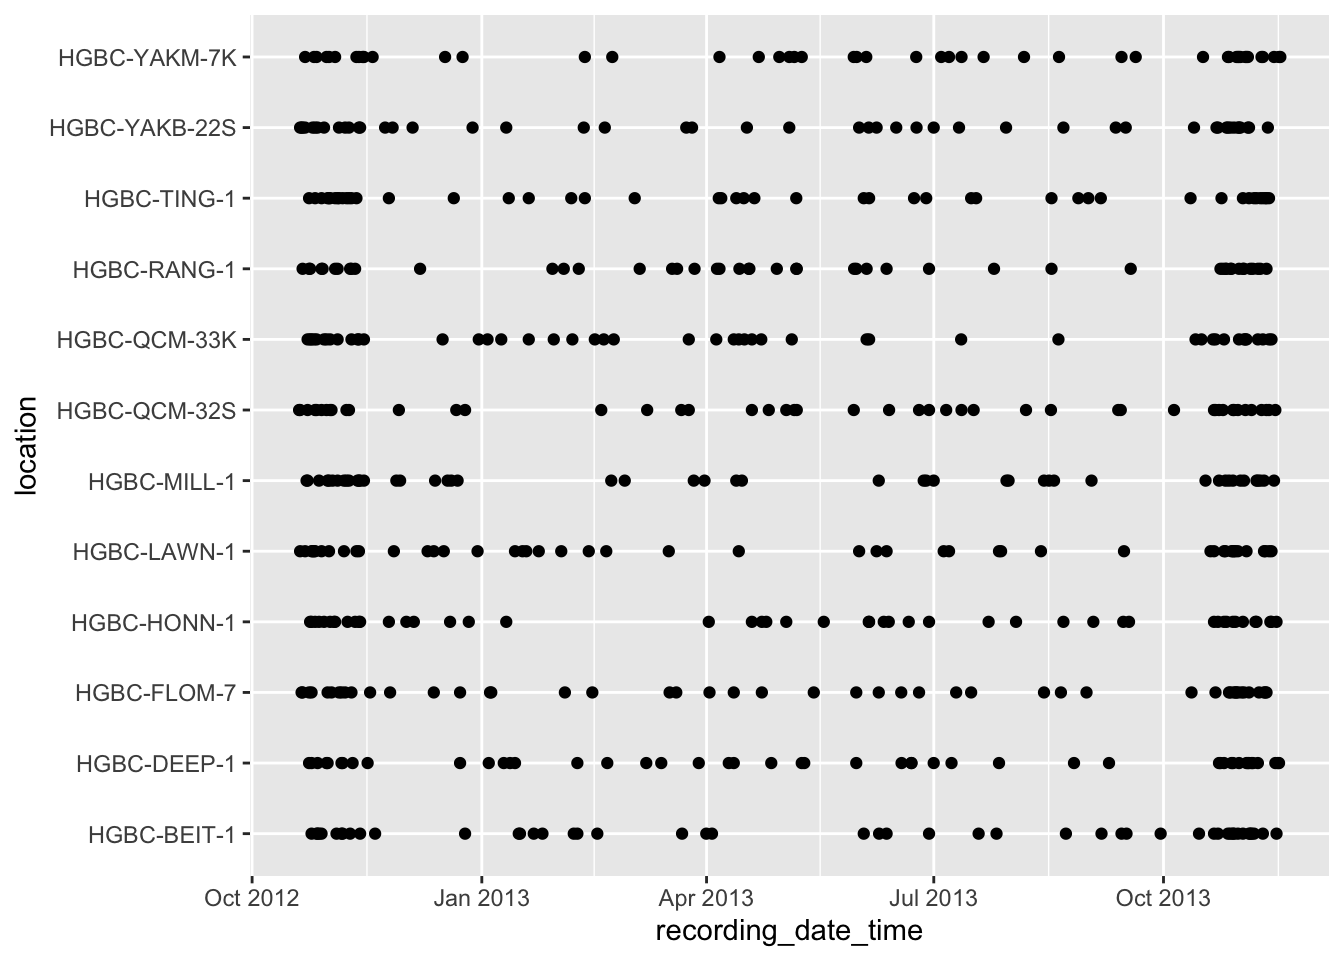 HGBC-YAKM-7K
HGBC-YAKB-22S
HGBC-TING-1
HGBC-RANG-1
HGBC-QCM-33K
HGBC-QCM-32S
HGBC-MILL-1
HGBC-LAWN-1
HGBC-HONN-1
HGBC-FLOM-7
HGBC-DEEP-1
HGBC-BEIT-1
location
Oct 2012 Jan 2013 Apr 2013 Jul 2013 Oct 2013
recording_date_time